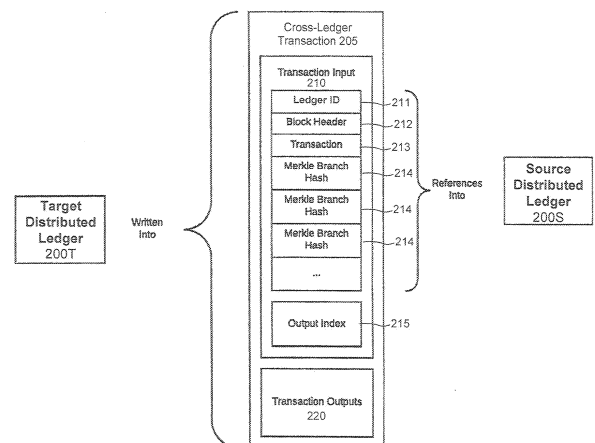 Cross-Ledger
Transaction 205
Transaction Input
210
Ledger ID
211
Block Header
212
Transaction
213
Merkle Branch
Hash
214
Merkle Branch
Hash
214
Merkle Branch
Hash
214
...
Output Index
215
Transaction Outputs
220
Target
Distributed
Ledger
200T
Written
Into
References
Into
Source
Distributed
Ledger
200S